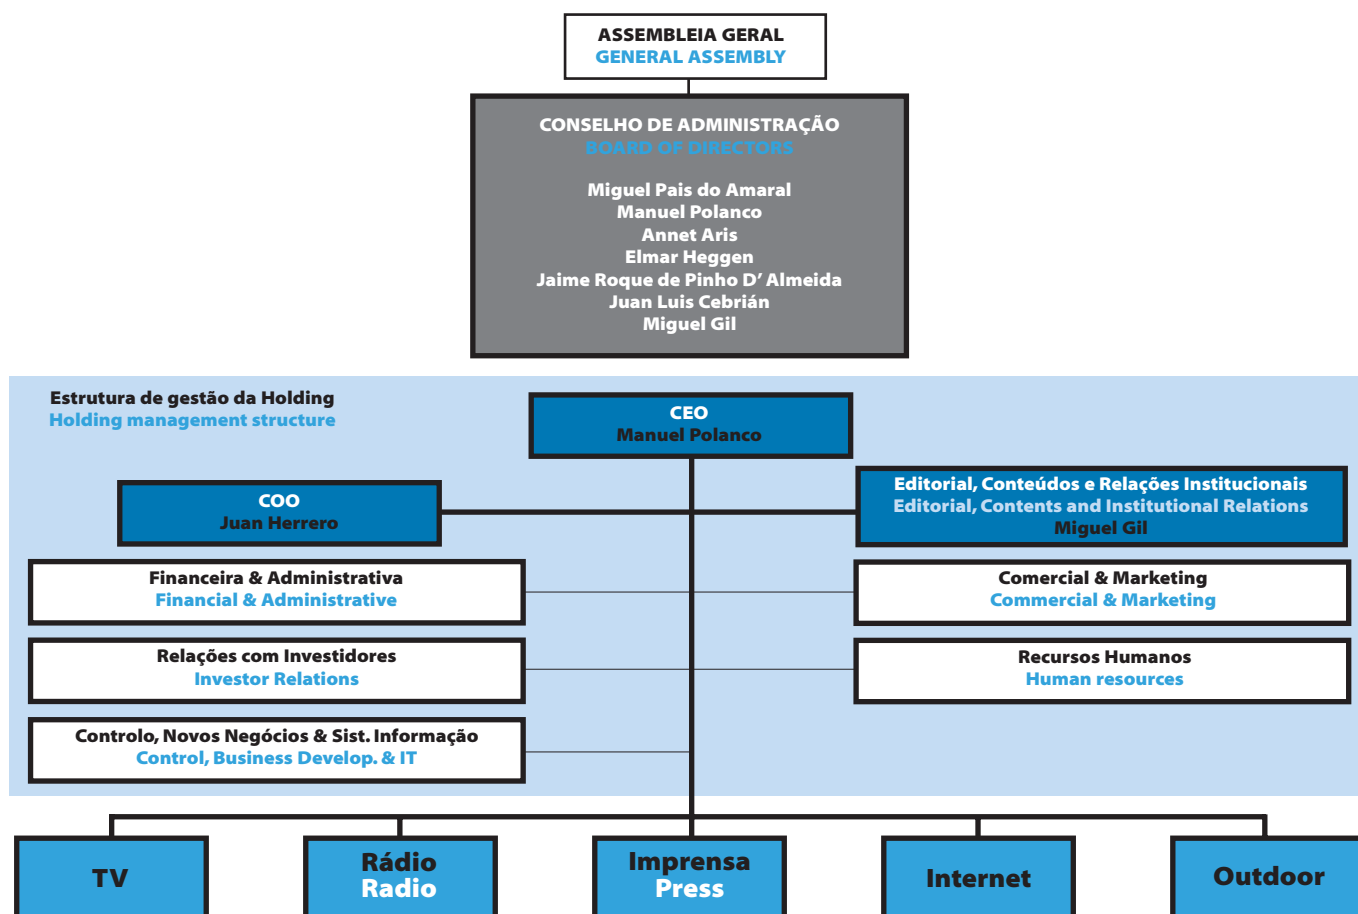 ASSEMBLEIA GERAL
GENERAL ASSEMBLY
CONSELHO DE ADMINISTRAÇÃO
BOARD OF DIRECTORS
Miguel Pais do Amaral
Manuel Polanco
Annet Aris
Elmar Heggen
Jaime Roque de Pinho D’ Almeida
Juan Luis Cebrián
Miguel Gil
Estrutura de gestão da Holding
Holding management structure
CEO
Manuel Polanco
COO
Juan Herrero
Editorial, Conteúdos e Relações Institucionais
Editorial, Contents and Institutional Relations
Miguel Gil
Financeira & Administrativa
Financial & Administrative
Comercial & Marketing
Commercial & Marketing
Relações com Investidores
Investor Relations
Recursos Humanos
Human resources
Controlo, Novos Negócios & Sist. Informação
Control, Business Develop. & IT
TV
Rádio
Radio
Imprensa
Press
Internet
Outdoor